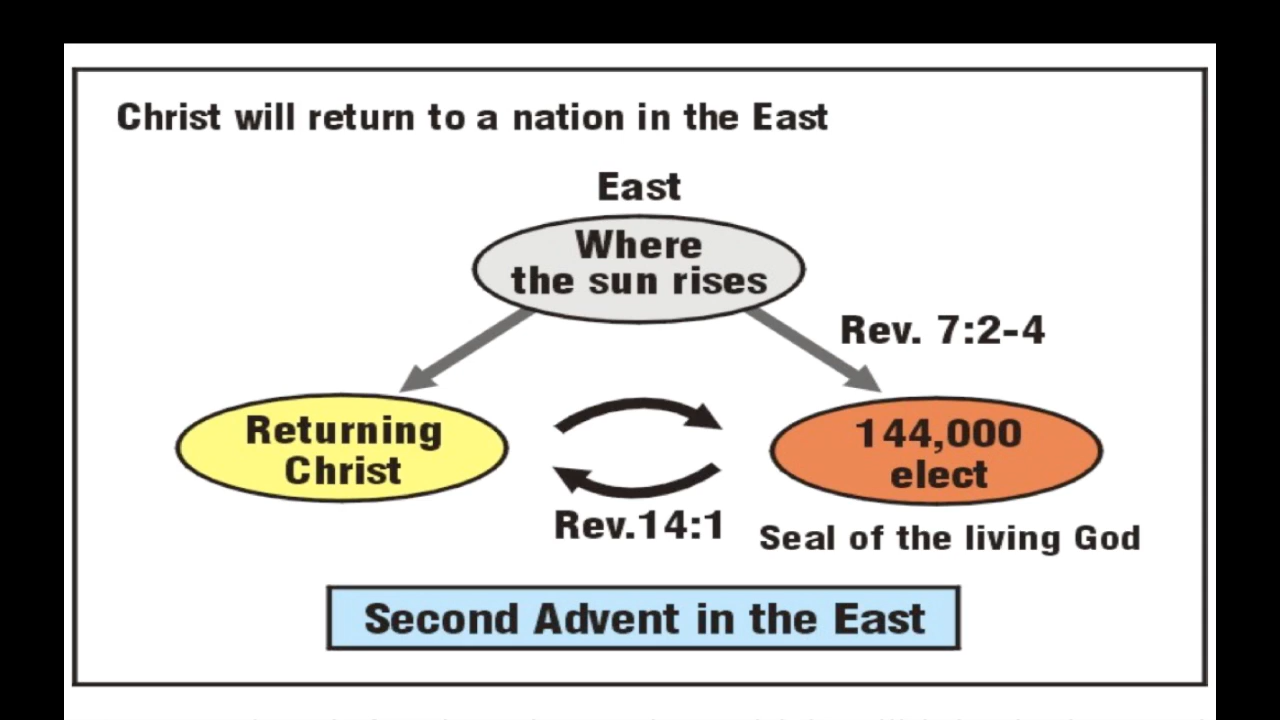 Christ will return to a nation in the East
East
Where
the sun rises
Rev. 7:2-4
Returning
Christ
144,000
elect
Rev.14:1
Seal of the living God
Second Advent in the East